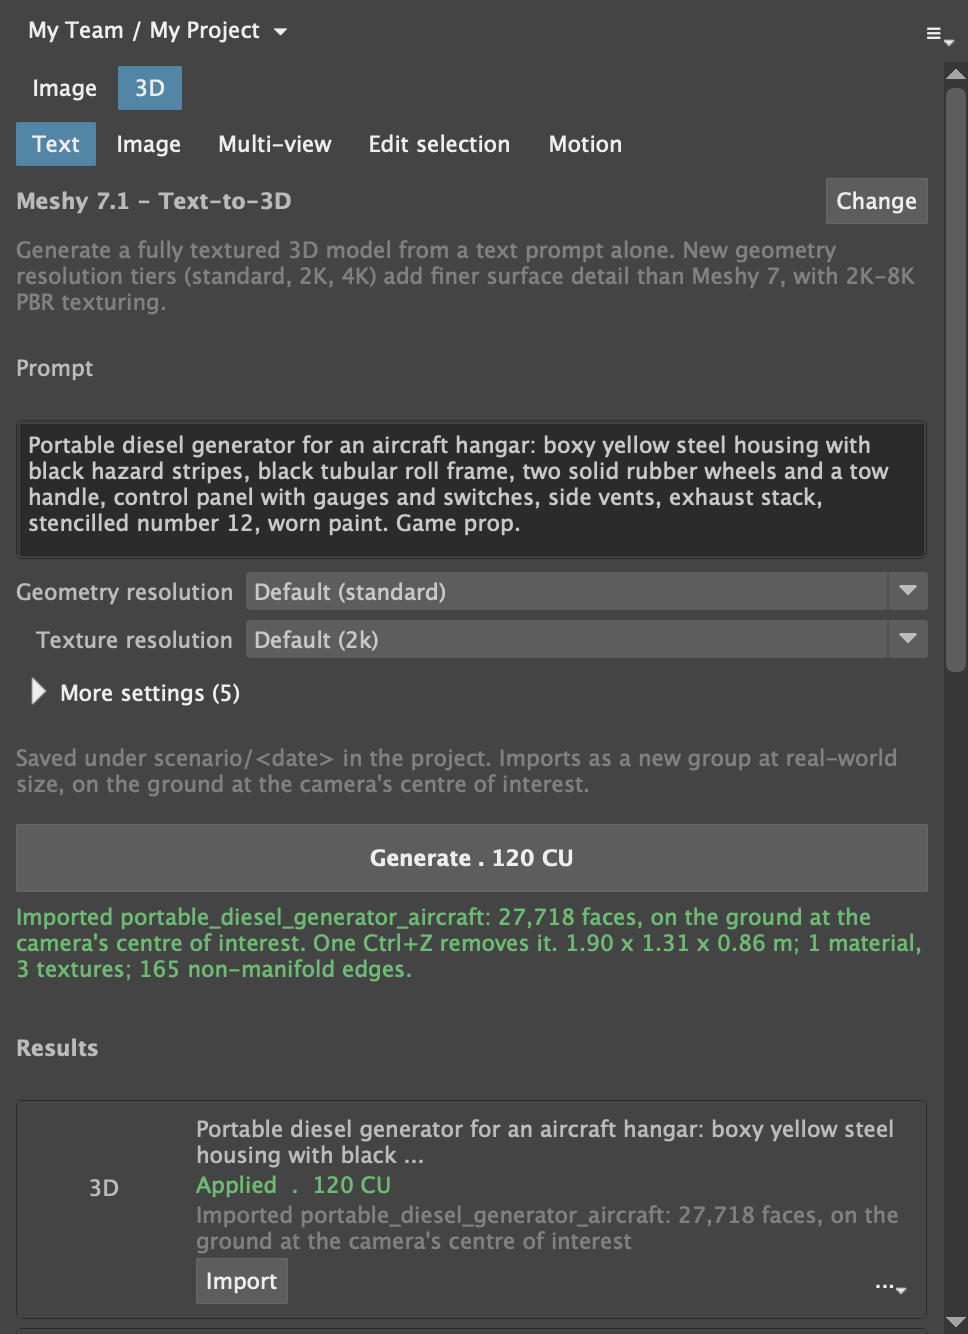 My Team / My Project
Image 3D
Text Image Multi-view Edit selection Motion
Meshy 7.1 - Text-to-3D
Change
Generate a fully textured 3D model from a text prompt alone. New geometry
resolution tiers (standard, 2K, 4K) add finer surface detail than Meshy 7, with 2K-8K
PBR texturing.
Prompt
Portable diesel generator for an aircraft hangar: boxy yellow steel housing with
black hazard stripes, black tubular roll frame, two solid rubber wheels and a tow
handle, control panel with gauges and switches, side vents, exhaust stack,
stencilled number 12, worn paint. Game prop.
Geometry resolution Default (standard)
Texture resolution Default (2k)
More settings (5)
Saved under scenario/<date> in the project. Imports as a new group at real-world
size, on the ground at the camera's centre of interest.
Generate . 120 CU
Imported portable_diesel_generator_aircraft: 27,718 faces, on the ground at the
camera's centre of interest. One Ctrl+Z removes it. 1.90 x 1.31 x 0.86 m; 1 material,
3 textures; 165 non-manifold edges.
Results
3D
Portable diesel generator for an aircraft hangar: boxy yellow steel
housing with black ...
Applied . 120 CU
Imported portable_diesel_generator_aircraft: 27,718 faces, on the
ground at the camera's centre of interest
Import
...